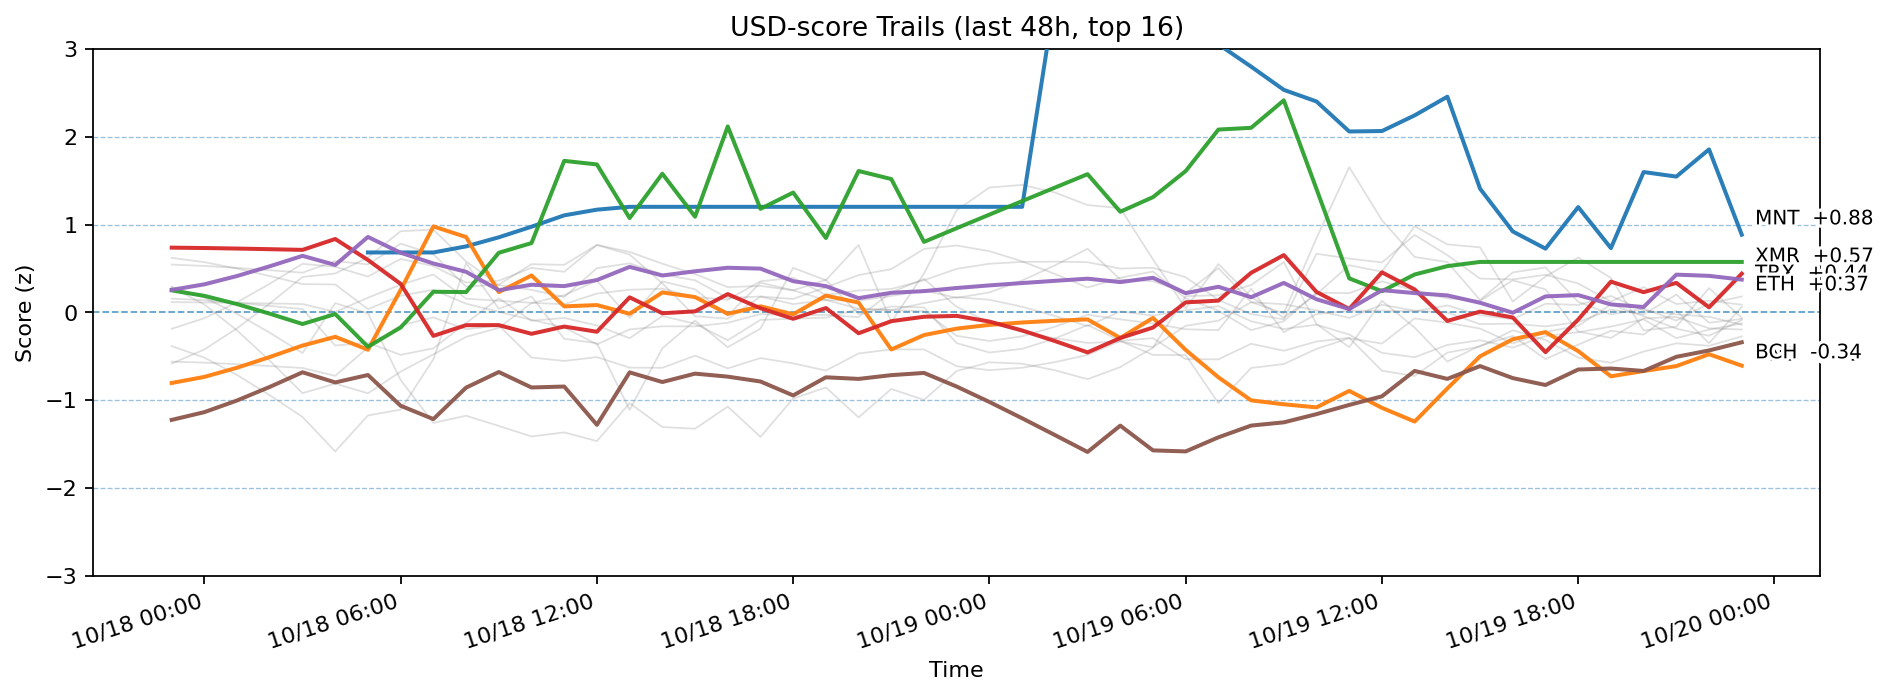 USD-score Trails (last 48h, top 16)
Score (z)
3
2
1
0
−1
−2
−3
MNT +0.88
XMR +0.57
TRX +0.44
ETH +0.37
BCH -0.34
10/18 00:00
10/18 06:00
10/18 12:00
10/18 18:00
10/19 00:00
10/19 06:00
10/19 12:00
10/19 18:00
10/20 00:00
Time